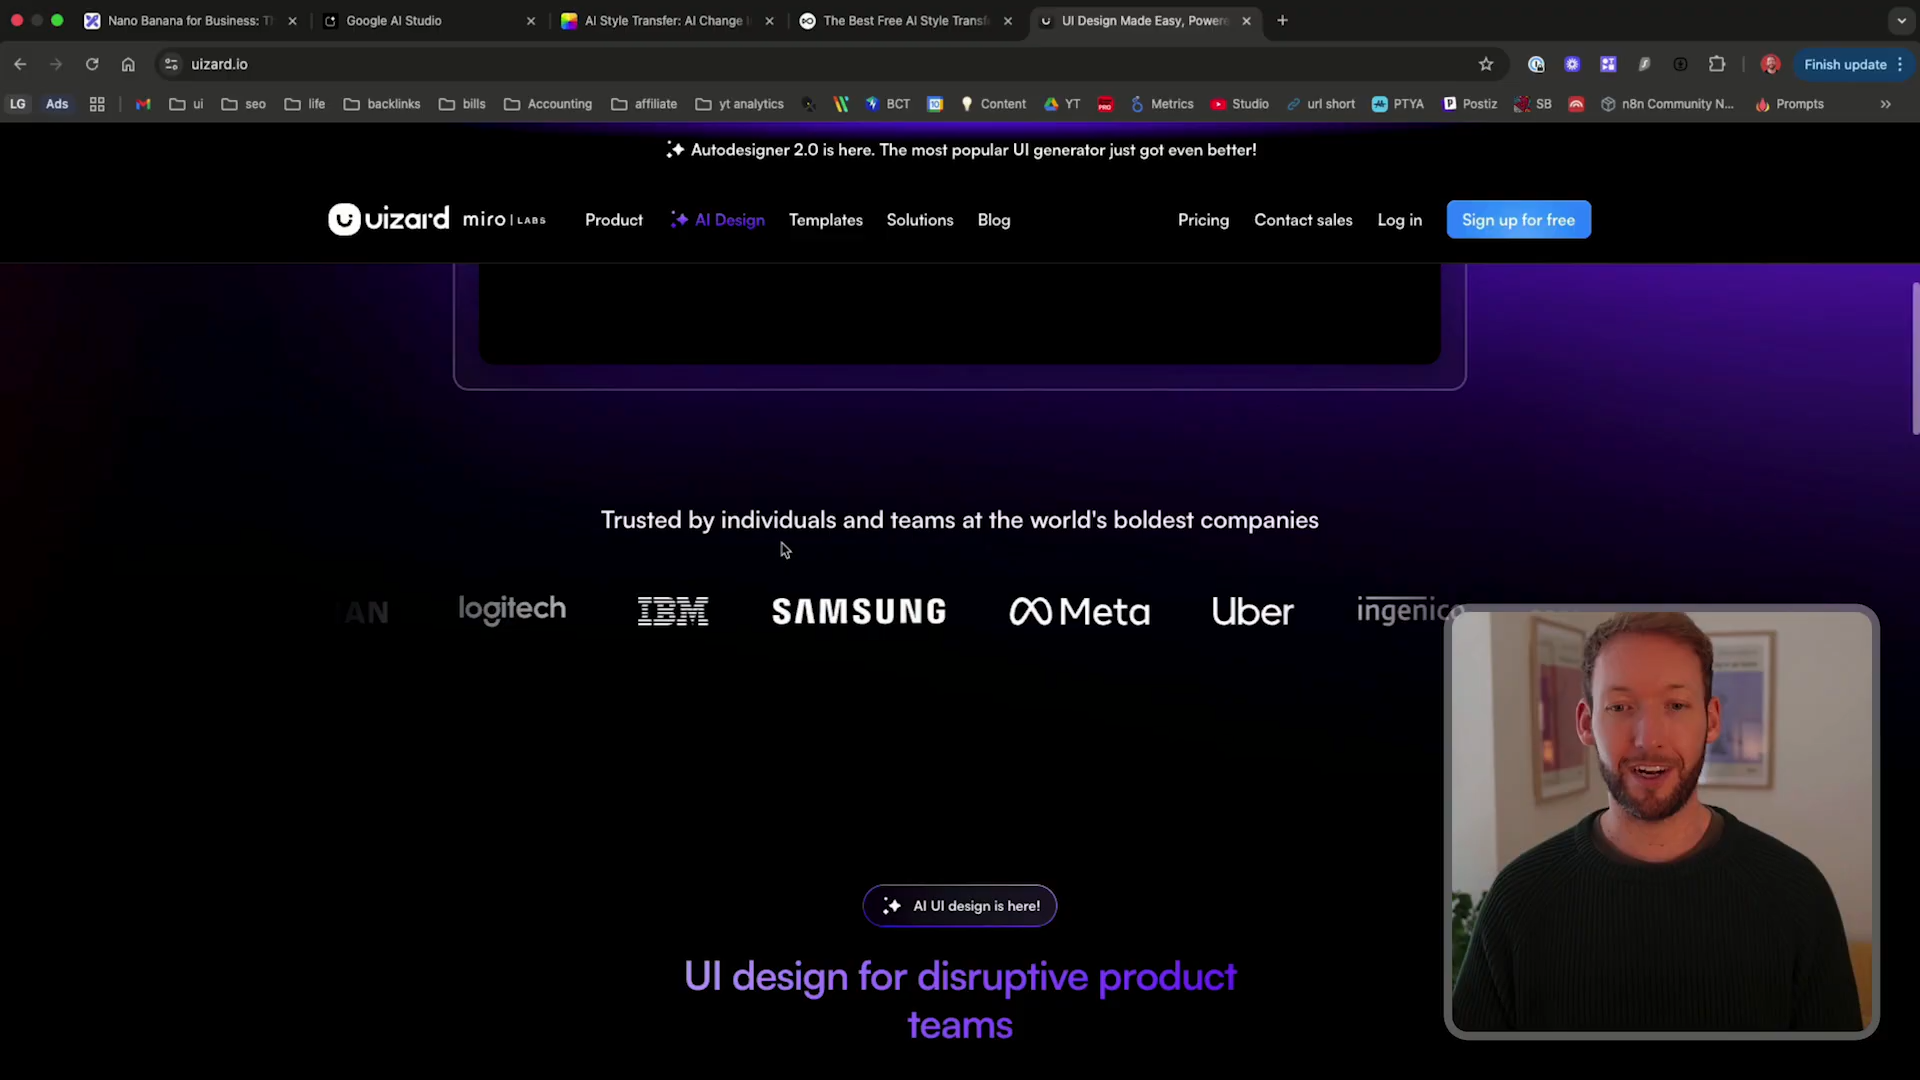 Nano Banana for Business: Th
Google AI Studio
AI Style Transfer: AI Change I
The Best Free AI Style Transf
UI Design Made Easy, Powere
uizard.io
Finish update
LG
Ads
ui
seo
life
backlinks
bills
Accounting
affiliate
yt analytics
BCT
Content
YT
Metrics
Studio
url short
PTYA
Postiz
SB
n8n Community N...
Prompts
Autodesigner 2.0 is here. The most popular UI generator just got even better!
uizard miro | LABS
Product
AI Design
Templates
Solutions
Blog
Pricing
Contact sales
Log in
Sign up for free
Trusted by individuals and teams at the world's boldest companies
AN
logitech
IBM
SAMSUNG
Meta
Uber
ingenico
AI UI design is here!
UI design for disruptive product
teams